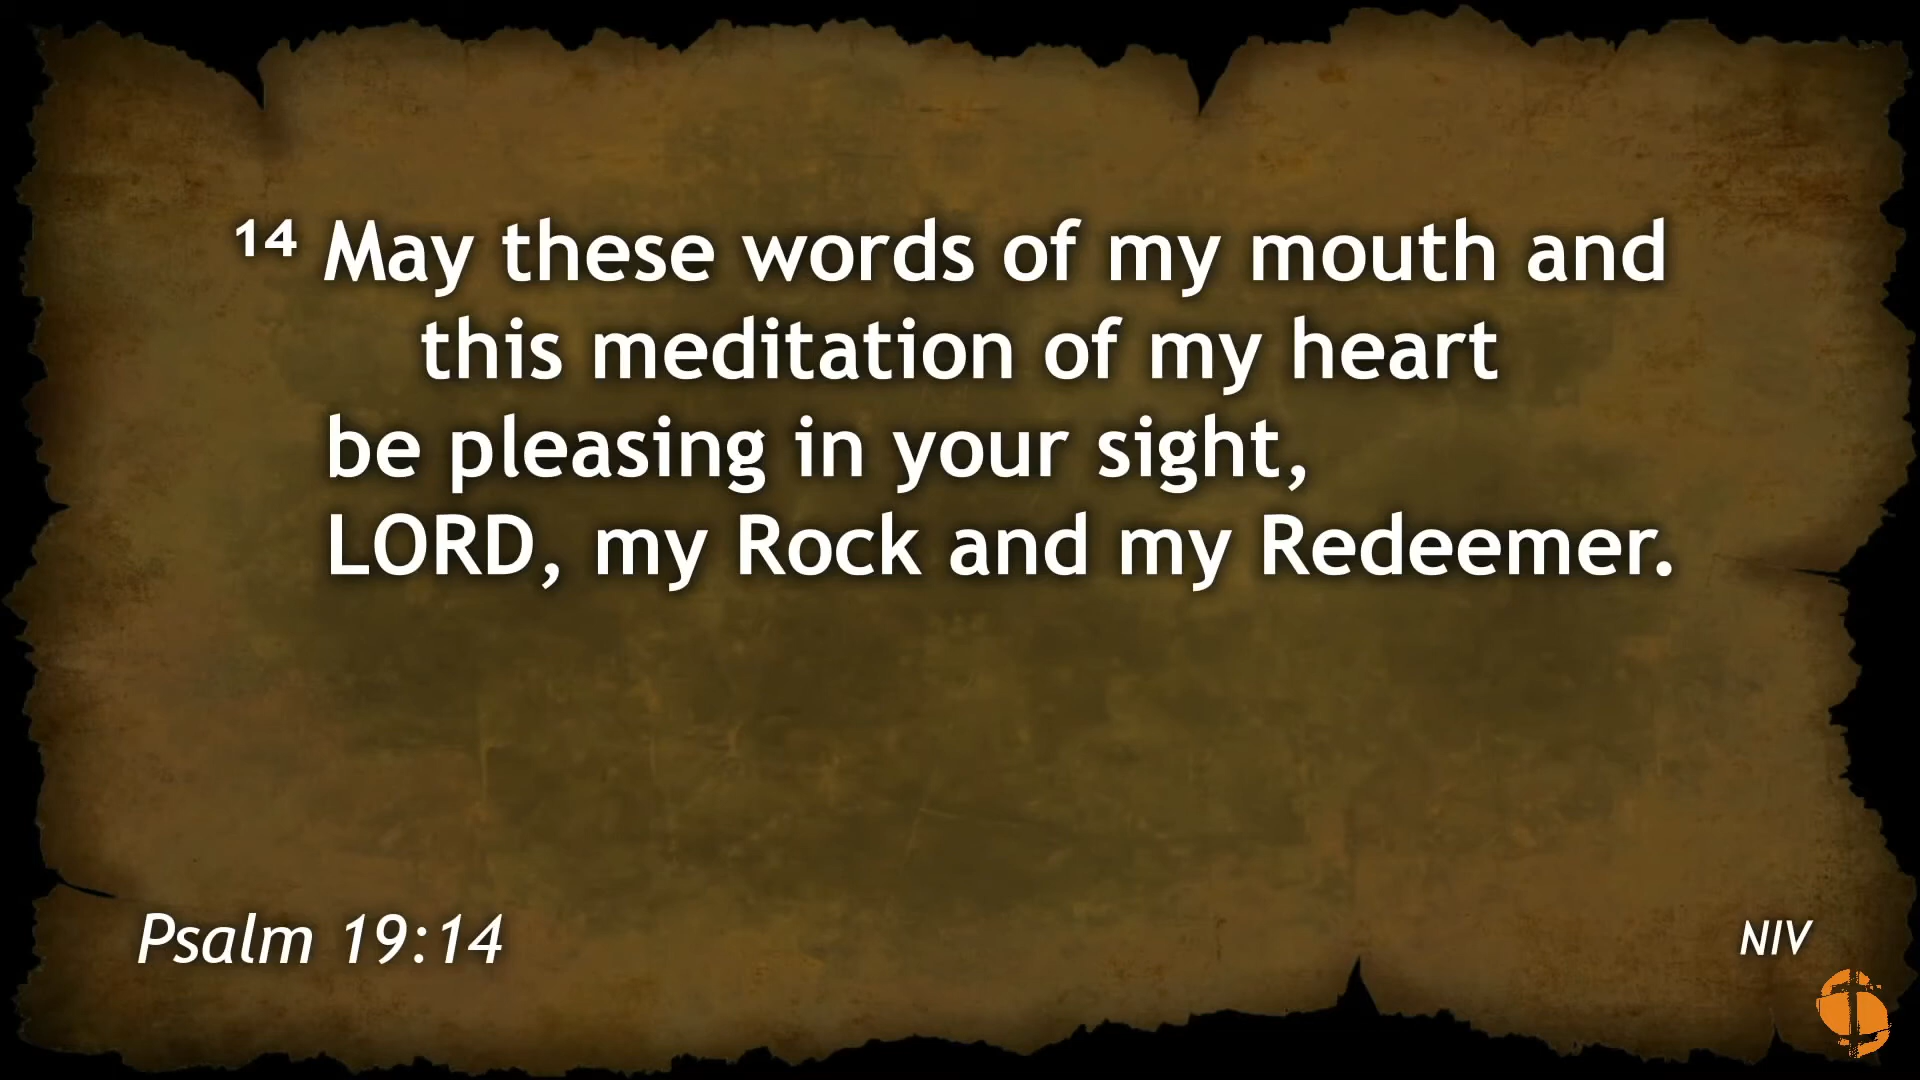 ¹⁴ May these words of my mouth and
this meditation of my heart
be pleasing in your sight,
LORD, my Rock and my Redeemer.
Psalm 19:14
NIV